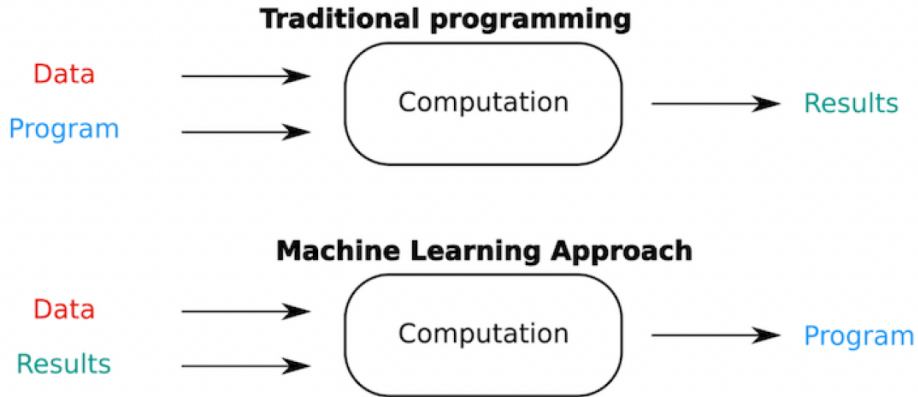 Traditional programming
Data
Computation
Results
Program
Machine Learning Approach
Data
Computation
Program
Results